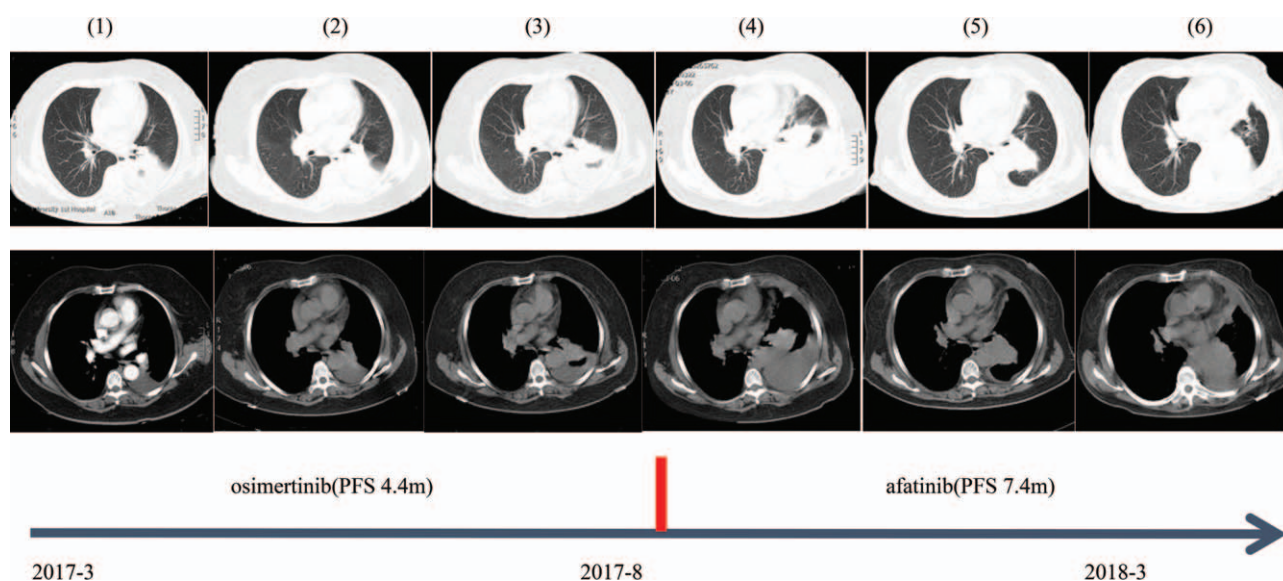 (1) (2) (3) (4) (5) (6)
osimertinib(PFS 4.4m) afatinib(PFS 7.4m)
2017-3 2017-8 2018-3